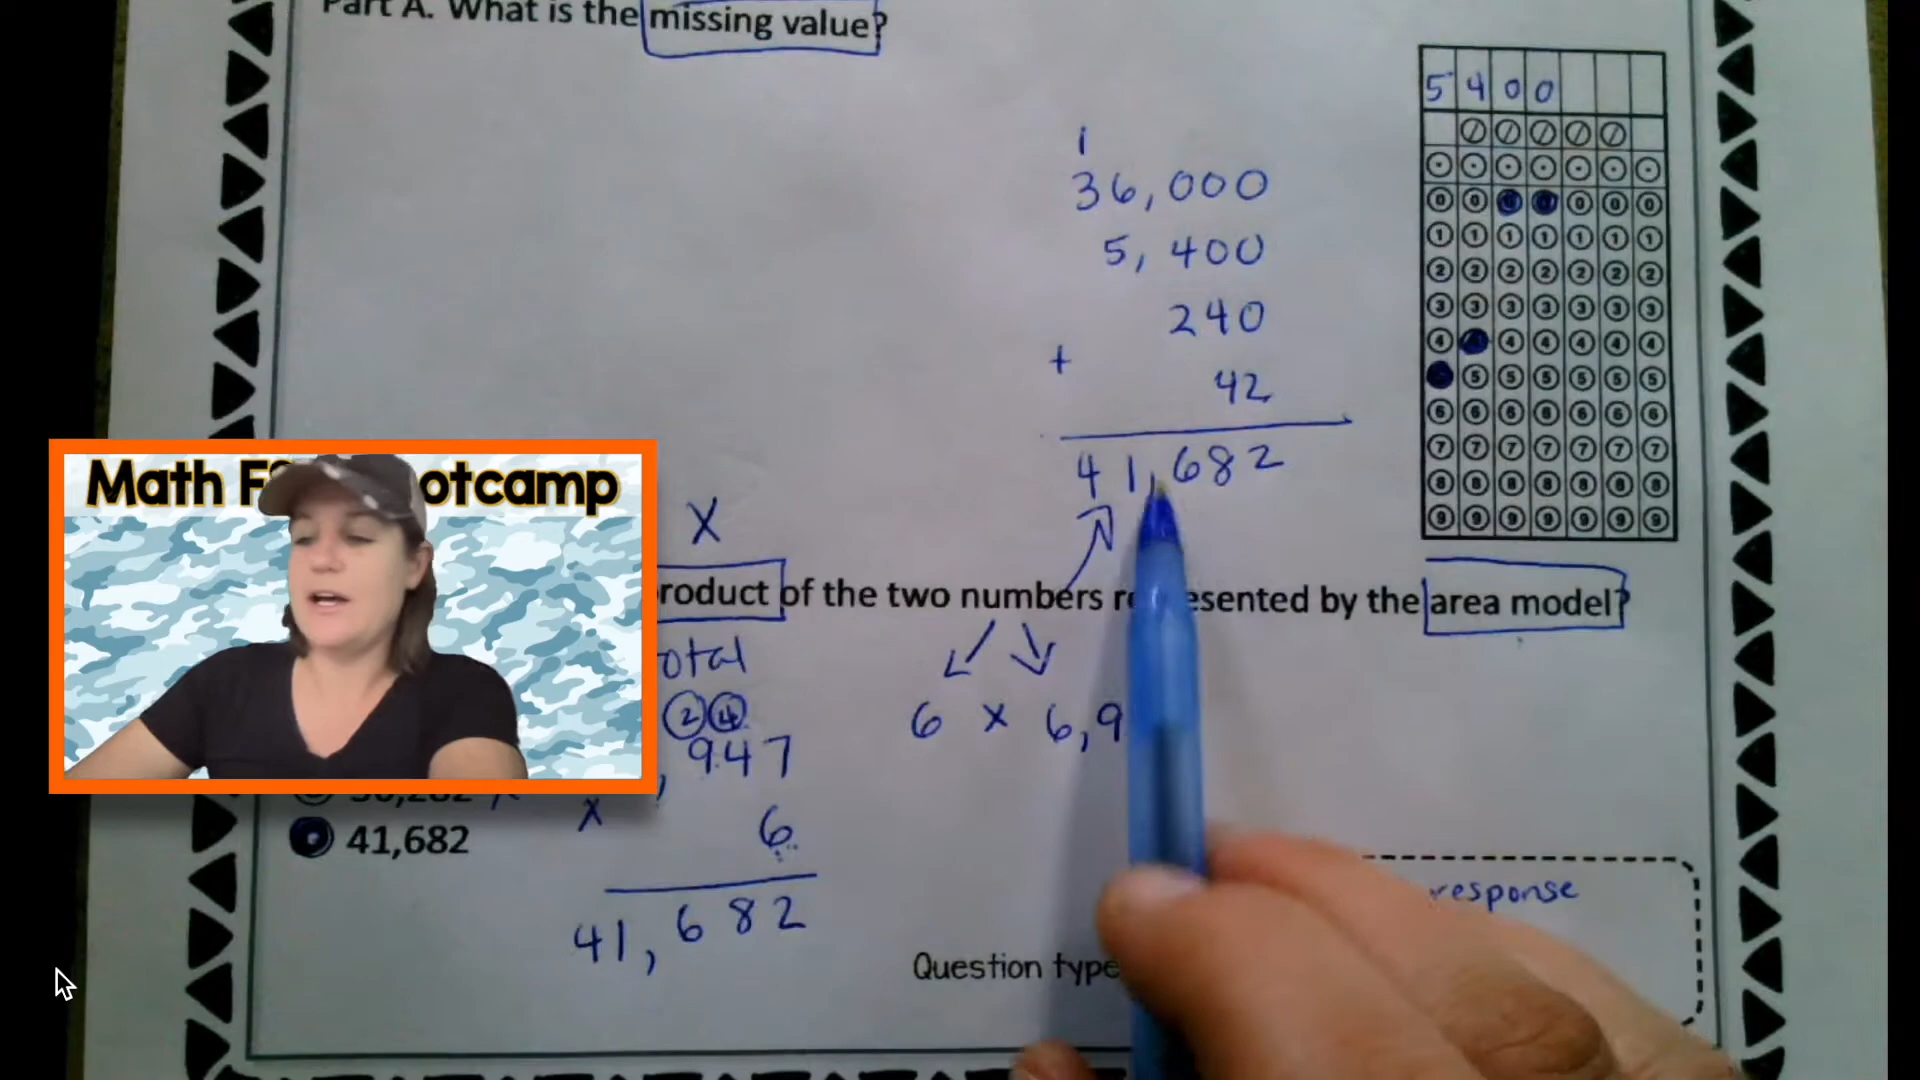 Part A. What is the missing value?
5 4 0 0
1
36,000
5,400
240
+ 42
41,682
Math otcamp
X
roduct of the two numbers esented by the area model?
otal
2 4
947
x 6
41,682
6 x 6,9
41,682
response
Question type